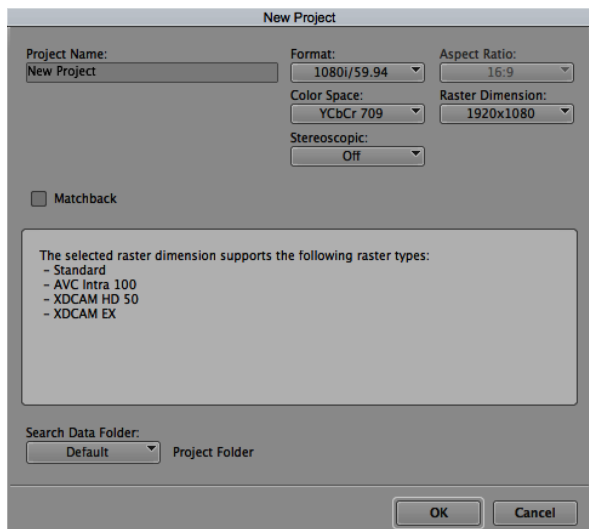 New Project
Project Name:
New Project
Format:
1080i/59.94
Aspect Ratio:
16:9
Color Space:
YCbCr 709
Raster Dimension:
1920x1080
Stereoscopic:
Off
Matchback
The selected raster dimension supports the following raster types:
– Standard
– AVC Intra 100
– XDCAM HD 50
– XDCAM EX
Search Data Folder:
Default
Project Folder
OK
Cancel